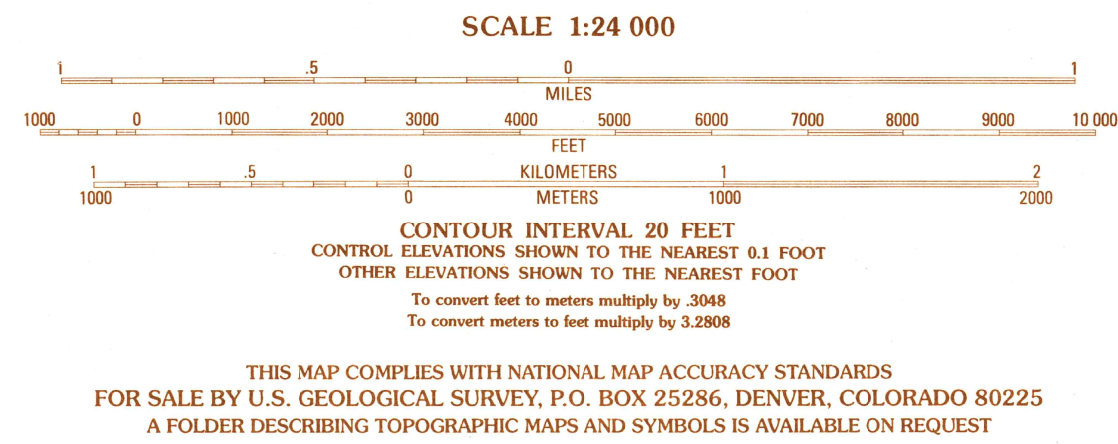 SCALE 1:24 000
1 .5 0 1
MILES
1000 0 1000 2000 3000 4000 5000 6000 7000 8000 9000 10 000
FEET
1 .5 0 KILOMETERS 1 2
1000 0 METERS 1000 2000
CONTOUR INTERVAL 20 FEET
CONTROL ELEVATIONS SHOWN TO THE NEAREST 0.1 FOOT
OTHER ELEVATIONS SHOWN TO THE NEAREST FOOT
To convert feet to meters multiply by .3048
To convert meters to feet multiply by 3.2808
THIS MAP COMPLIES WITH NATIONAL MAP ACCURACY STANDARDS
FOR SALE BY U.S. GEOLOGICAL SURVEY, P.O. BOX 25286, DENVER, COLORADO 80225
A FOLDER DESCRIBING TOPOGRAPHIC MAPS AND SYMBOLS IS AVAILABLE ON REQUEST